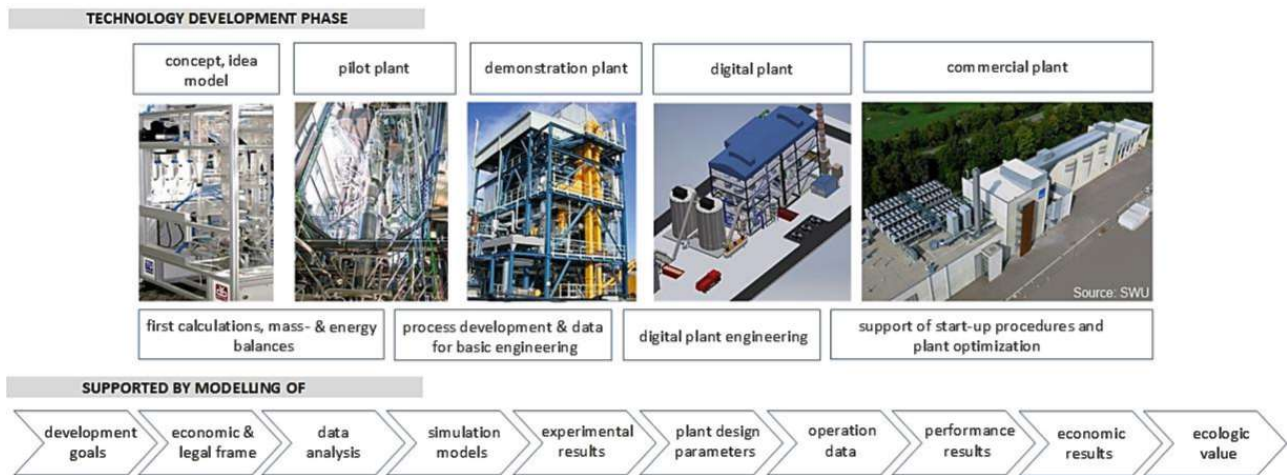 TECHNOLOGY DEVELOPMENT PHASE
concept, idea
model
pilot plant
demonstration plant
digital plant
commercial plant
Source: SWU
first calculations, mass- & energy
balances
process development & data
for basic engineering
digital plant engineering
support of start-up procedures and
plant optimization
SUPPORTED BY MODELLING OF
development
goals
economic &
legal frame
data
analysis
simulation
models
experimental
results
plant design
parameters
operation
data
performance
results
economic
results
ecologic
value